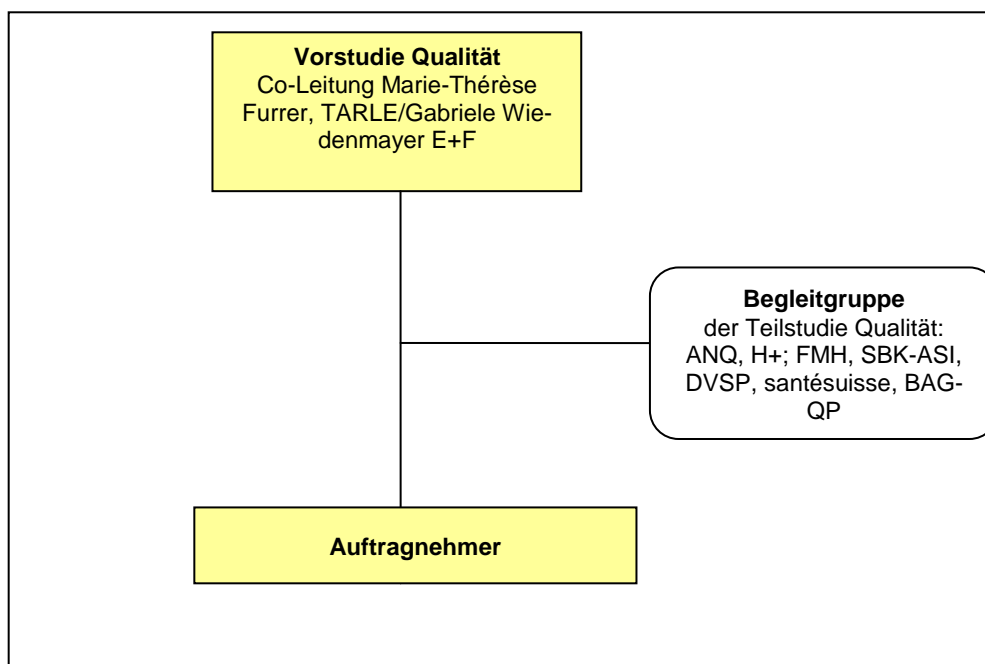 Vorstudie Qualität
Co-Leitung Marie-Thérèse
Furrer, TARLE/Gabriele Wie-
denmayer E+F
Begleitgruppe
der Teilstudie Qualität:
ANQ, H+; FMH, SBK-ASI,
DVSP, santésuisse, BAG-
QP
Auftragnehmer